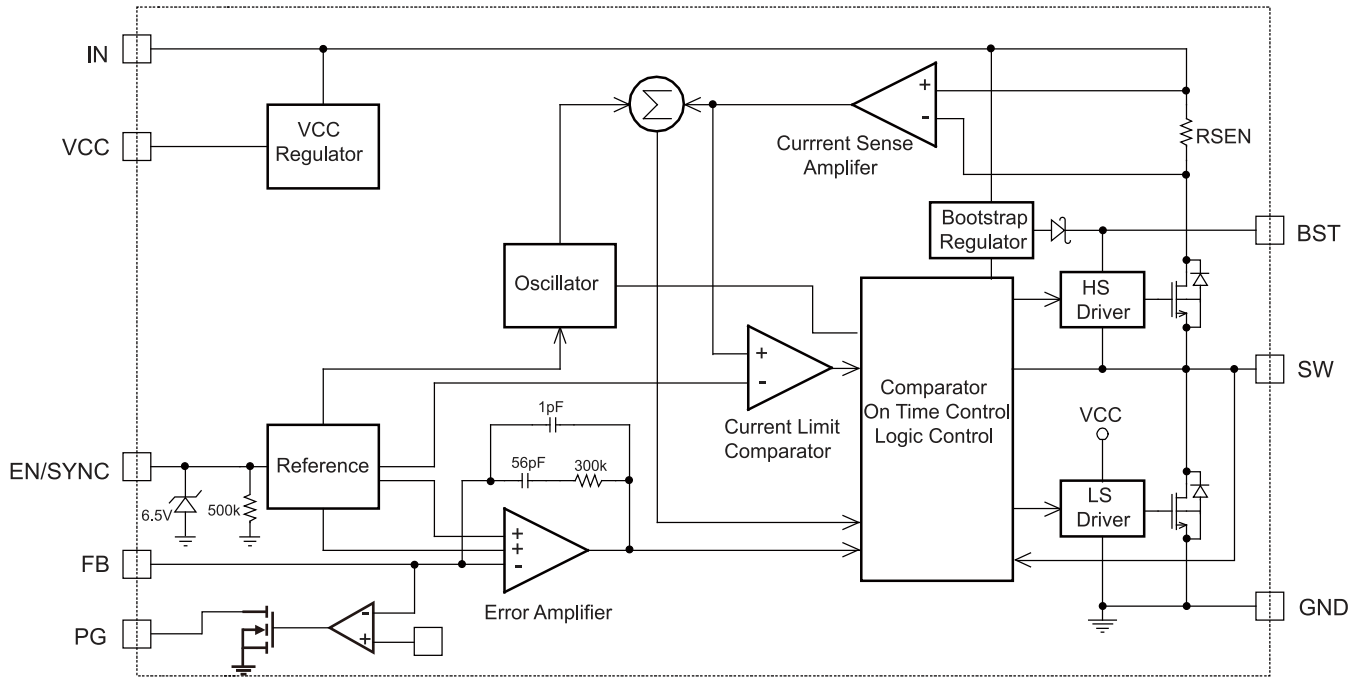 IN
VCC
VCC
Regulator
Σ
+
-
Currrent Sense
Amplifer
RSEN
Bootstrap
Regulator
BST
Oscillator
HS
Driver
+
-
Current Limit
Comparator
Comparator
On Time Control
Logic Control
SW
VCC
1pF
56pF
300k
EN/SYNC
Reference
6.5V
500k
LS
Driver
FB
+
+
-
Error Amplifier
PG
-
+
GND